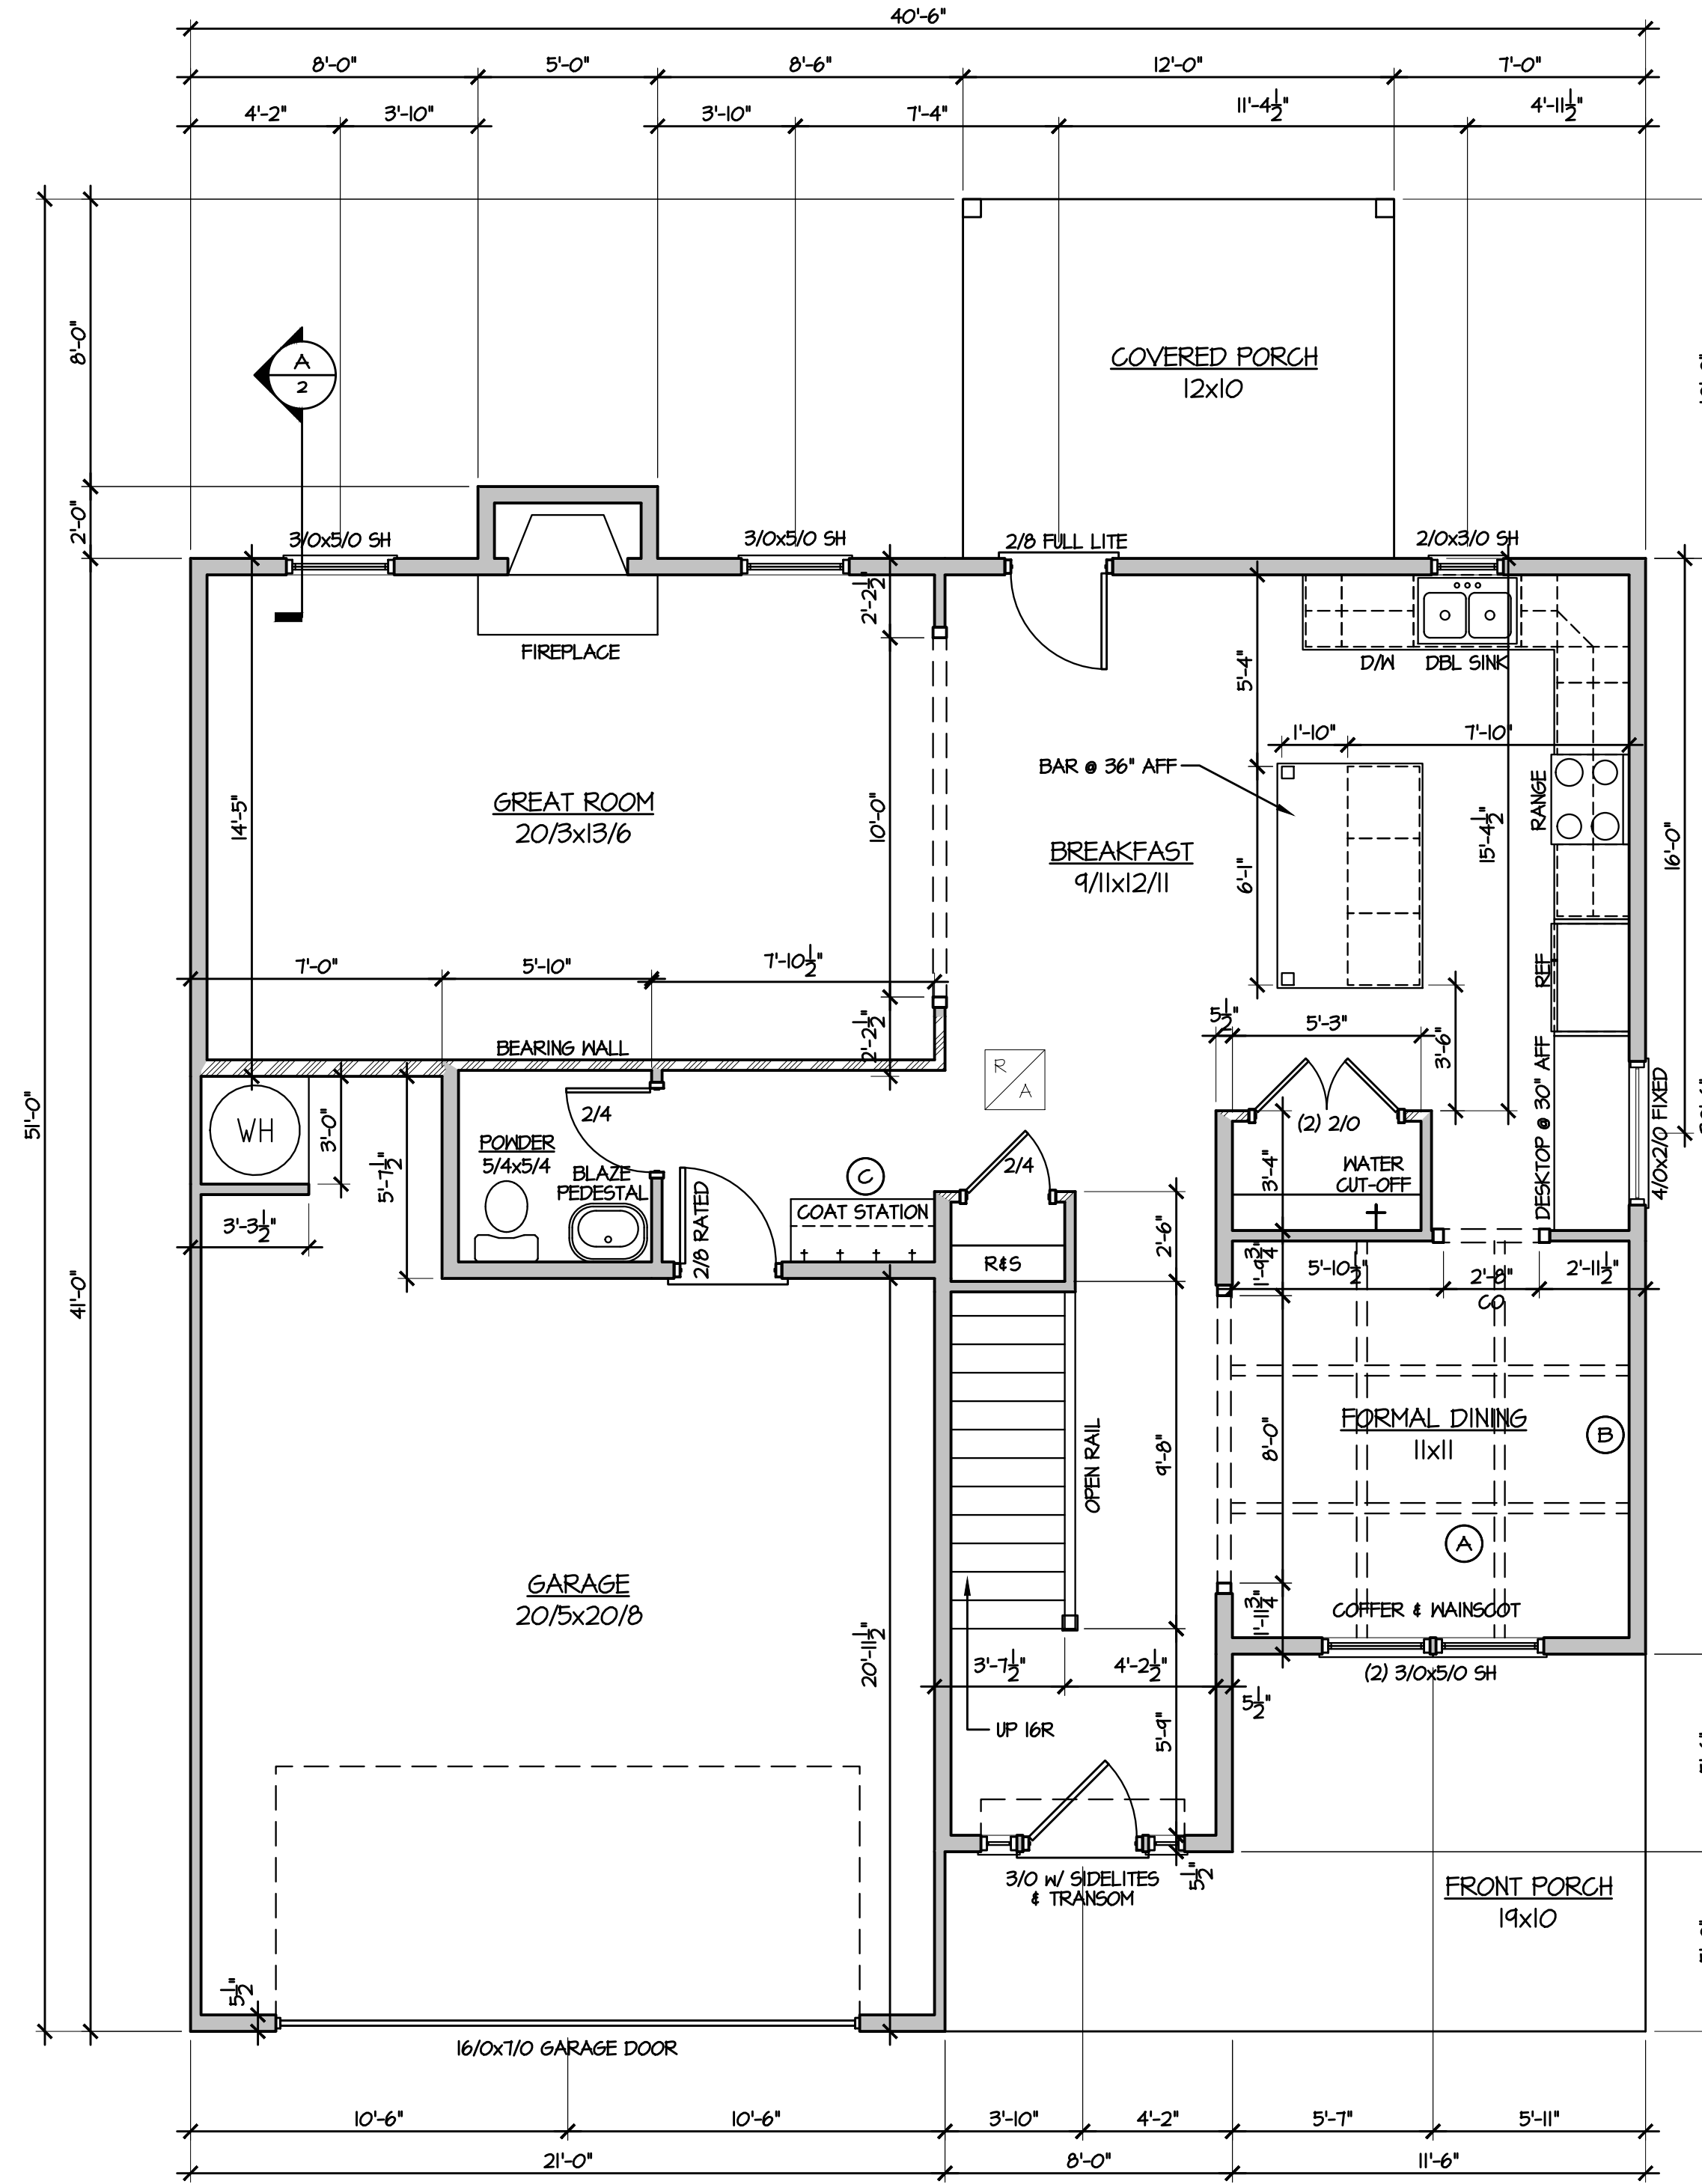 40'-6"
8'-0" 5'-0" 8'-6" 12'-0" 7'-0"
4'-2" 3'-10" 3'-10" 7'-4" 11'-4 1/2" 4'-11 1/2"
8'-0"
2'-0"
51'-0"
41'-0"
A
2
COVERED PORCH
12x10
3/0x5/0 SH
3/0x5/0 SH
2/8 FULL LITE
2/0x3/0 SH
FIREPLACE
2'-2 1/2"
D/W
DBL SINK
5'-4"
1'-10"
7'-10"
BAR @ 36" AFF
GREAT ROOM
20/3x13/6
14'-5"
10'-0"
BREAKFAST
9/11x12/11
6'-1"
15'-4 1/2"
RANGE
16'-0"
7'-0"
5'-10"
7'-10 1/2"
REF
2'-2 1/2"
5 1/2"
5'-3"
3'-6"
BEARING WALL
R
A
WH
3'-0"
5'-7 1/2"
3'-3 1/2"
2/4
POWDER
5/4x5/4
BLAZE
PEDESTAL
2/8 RATED
C
COAT STATION
2/4
R&S
2'-6"
(2) 2/0
3'-4"
WATER
CUT-OFF
DESKTOP @ 30" AFF
4/0x2/0 FIXED
1'-9 3/4"
5'-10 1/2"
2'-8"
CO
2'-11 1/2"
OPEN RAIL
9'-8"
8'-0"
FORMAL DINING
11x11
B
A
COFFER & WAINSCOT
1'-11 3/4"
(2) 3/0x5/0 SH
GARAGE
20/5x20/8
20'-11 1/2"
3'-7 1/2"
4'-2 1/2"
5 1/2"
UP 16R
5'-9"
5 1/2"
3/0 W/ SIDELITES
& TRANSOM
FRONT PORCH
19x10
5 1/2"
16/0x7/0 GARAGE DOOR
10'-6" 10'-6" 3'-10" 4'-2" 5'-7" 5'-11"
21'-0" 8'-0" 11'-6"